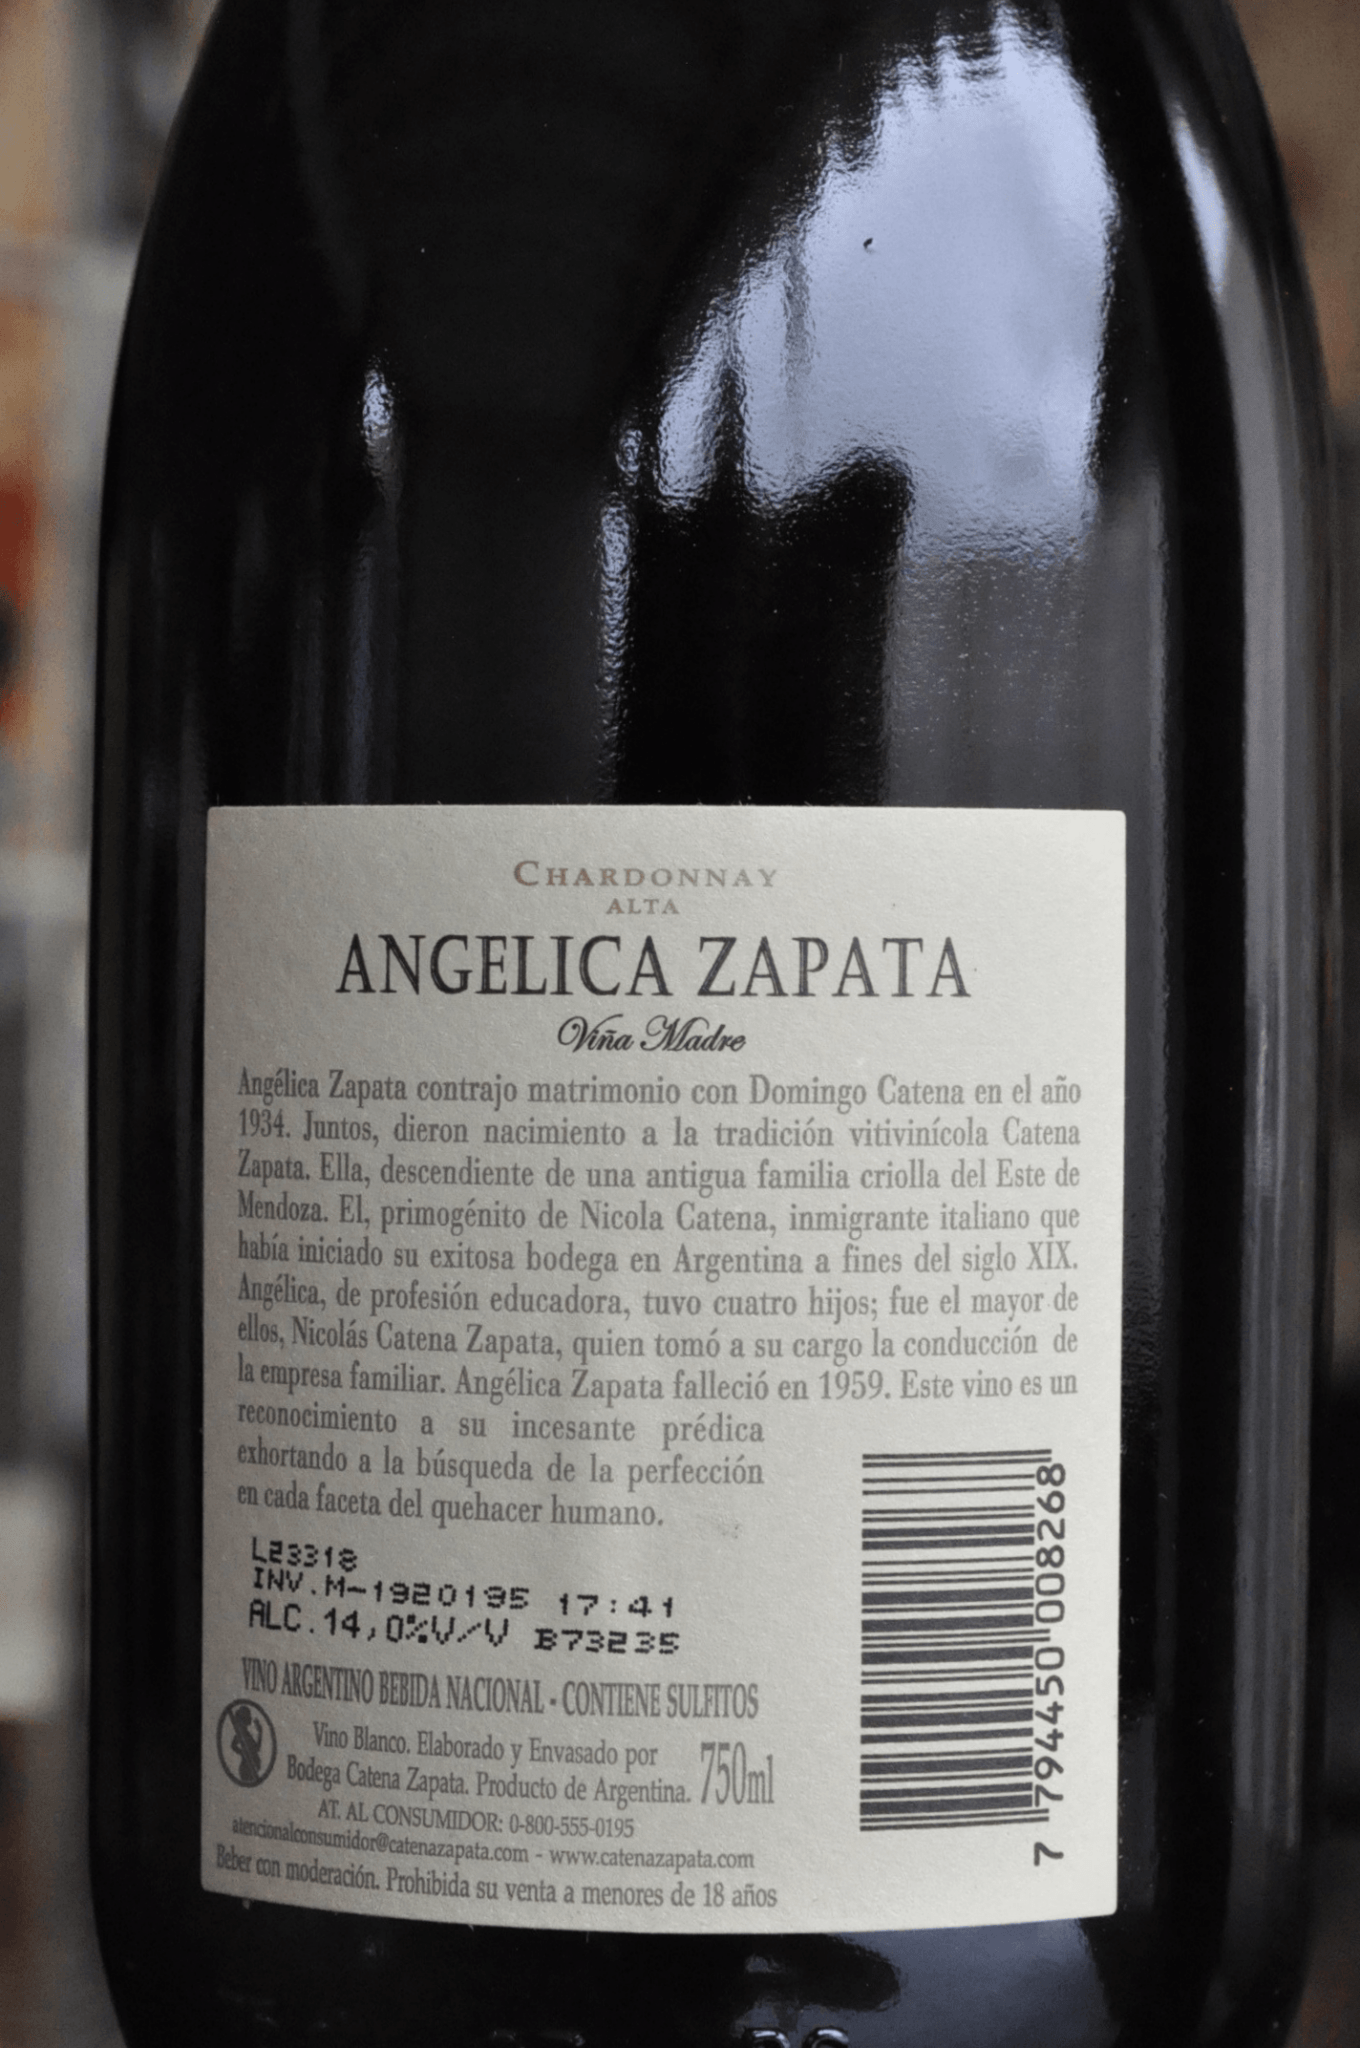 CHARDONNAY
ALTA
ANGELICA ZAPATA
Viña Madre
Angélica Zapata contrajo matrimonio con Domingo Catena en el año
1934. Juntos, dieron nacimiento a la tradición vitivinícola Catena
Zapata. Ella, descendiente de una antigua familia criolla del Este de
Mendoza. El, primogénito de Nicola Catena, inmigrante italiano que
había iniciado su exitosa bodega en Argentina a fines del siglo XIX.
Angélica, de profesión educadora, tuvo cuatro hijos; fue el mayor de
ellos, Nicolás Catena Zapata, quien tomó a su cargo la conducción de
la empresa familiar. Angélica Zapata falleció en 1959. Este vino es un
reconocimiento a su incesante prédica
exhortando a la búsqueda de la perfección
en cada faceta del quehacer humano.
L23318
INV.M-1920195 17:41
ALC.14,0%V/V B73235
VINO ARGENTINO BEBIDA NACIONAL - CONTIENE SULFITOS
Vino Blanco. Elaborado y Envasado por
Bodega Catena Zapata. Producto de Argentina. 750ml
AT. AL CONSUMIDOR: 0-800-555-0195
atencionalconsumidor@catenazapata.com - www.catenazapata.com
Beber con moderación. Prohibida su venta a menores de 18 años
7 794450 008268